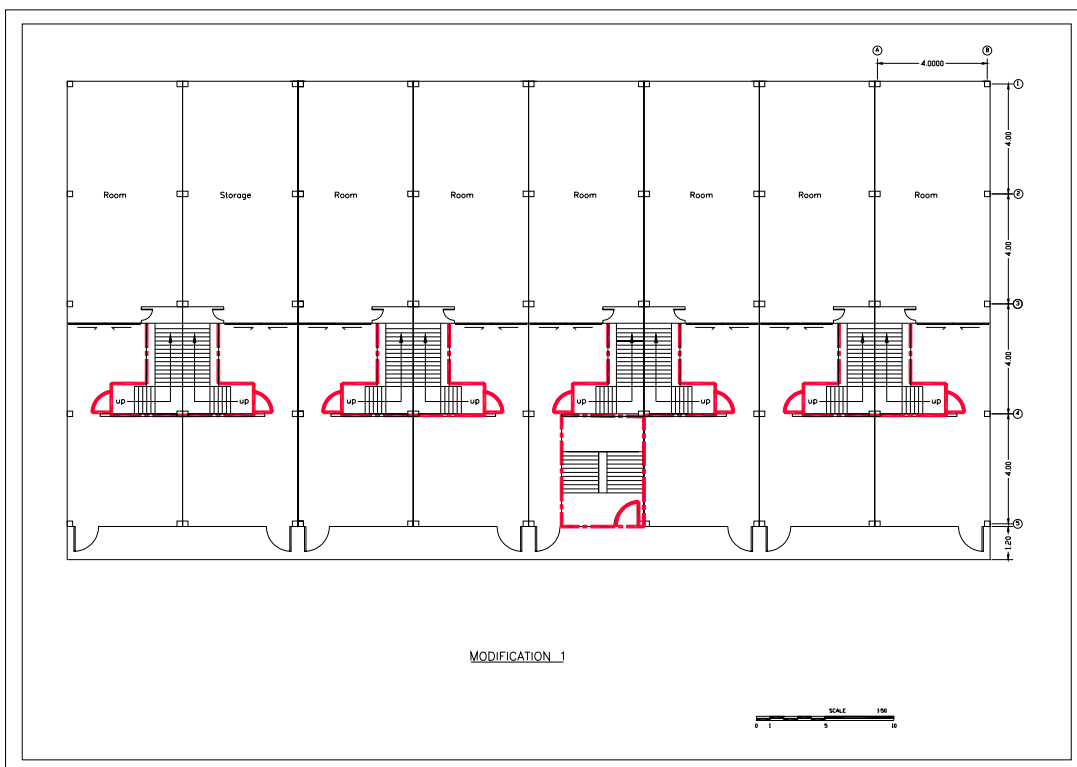 A B
4.0000
1
4.00
Room Storage Room Room Room Room Room Room
2
4.00
3
4.00
up up up up up up up up
4
4.00
5
1.20
MODIFICATION 1
SCALE 1:50
0 1 5 10